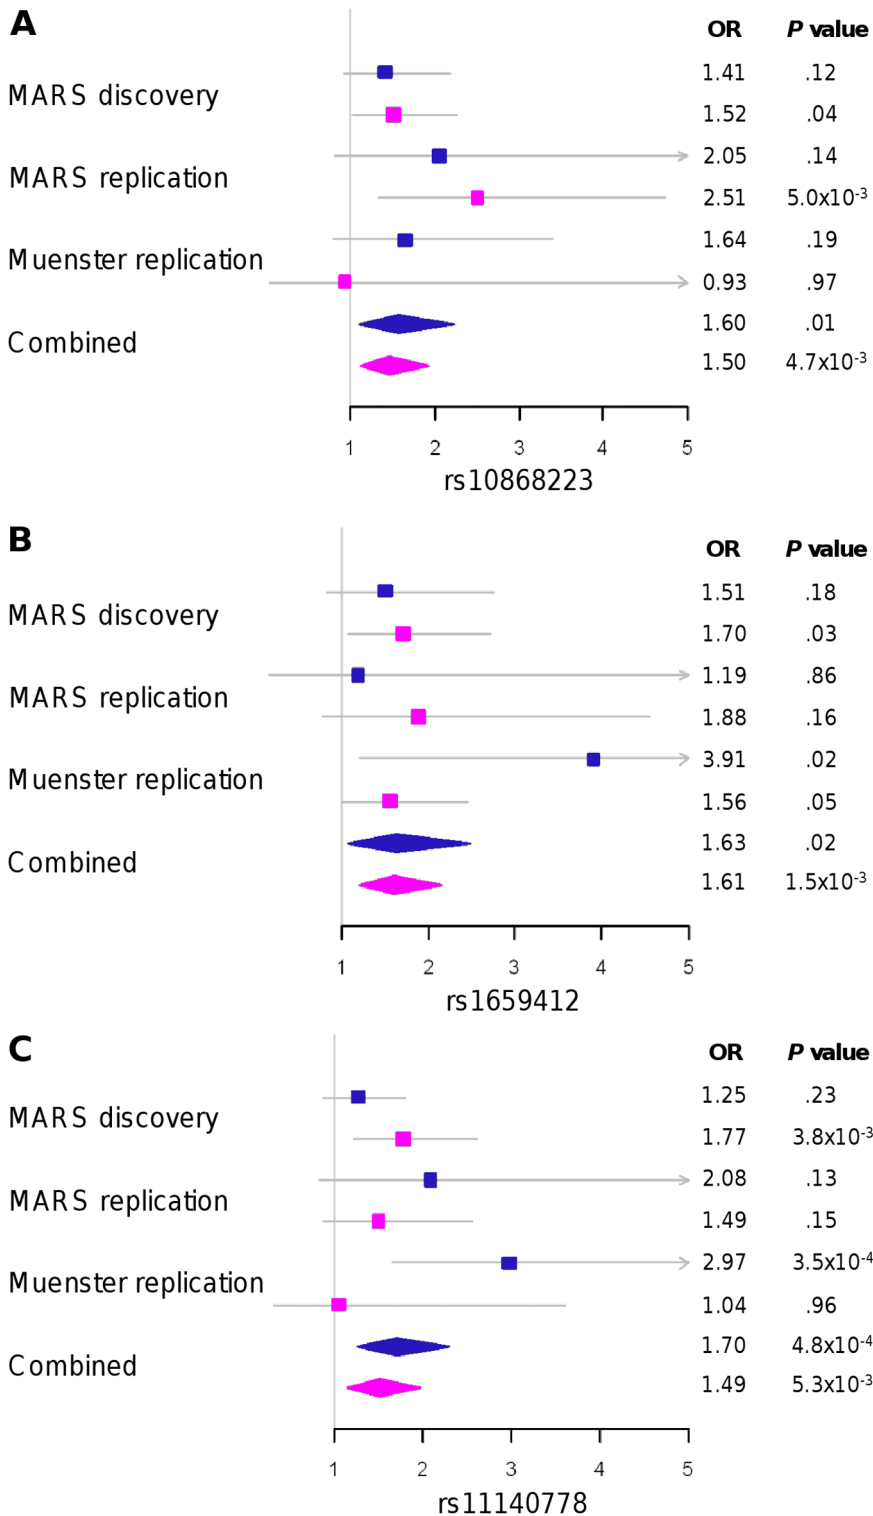 A
OR P value
1.41 .12
MARS discovery
1.52 .04
2.05 .14
MARS replication
2.51 5.0x10-3
1.64 .19
Muenster replication
0.93 .97
1.60 .01
Combined
1.50 4.7x10-3
1 2 3 4 5
rs10868223
B
OR P value
1.51 .18
MARS discovery
1.70 .03
1.19 .86
MARS replication
1.88 .16
3.91 .02
Muenster replication
1.56 .05
1.63 .02
Combined
1.61 1.5x10-3
1 2 3 4 5
rs1659412
C
OR P value
1.25 .23
MARS discovery
1.77 3.8x10-3
2.08 .13
MARS replication
1.49 .15
2.97 3.5x10-4
Muenster replication
1.04 .96
1.70 4.8x10-4
Combined
1.49 5.3x10-3
1 2 3 4 5
rs11140778